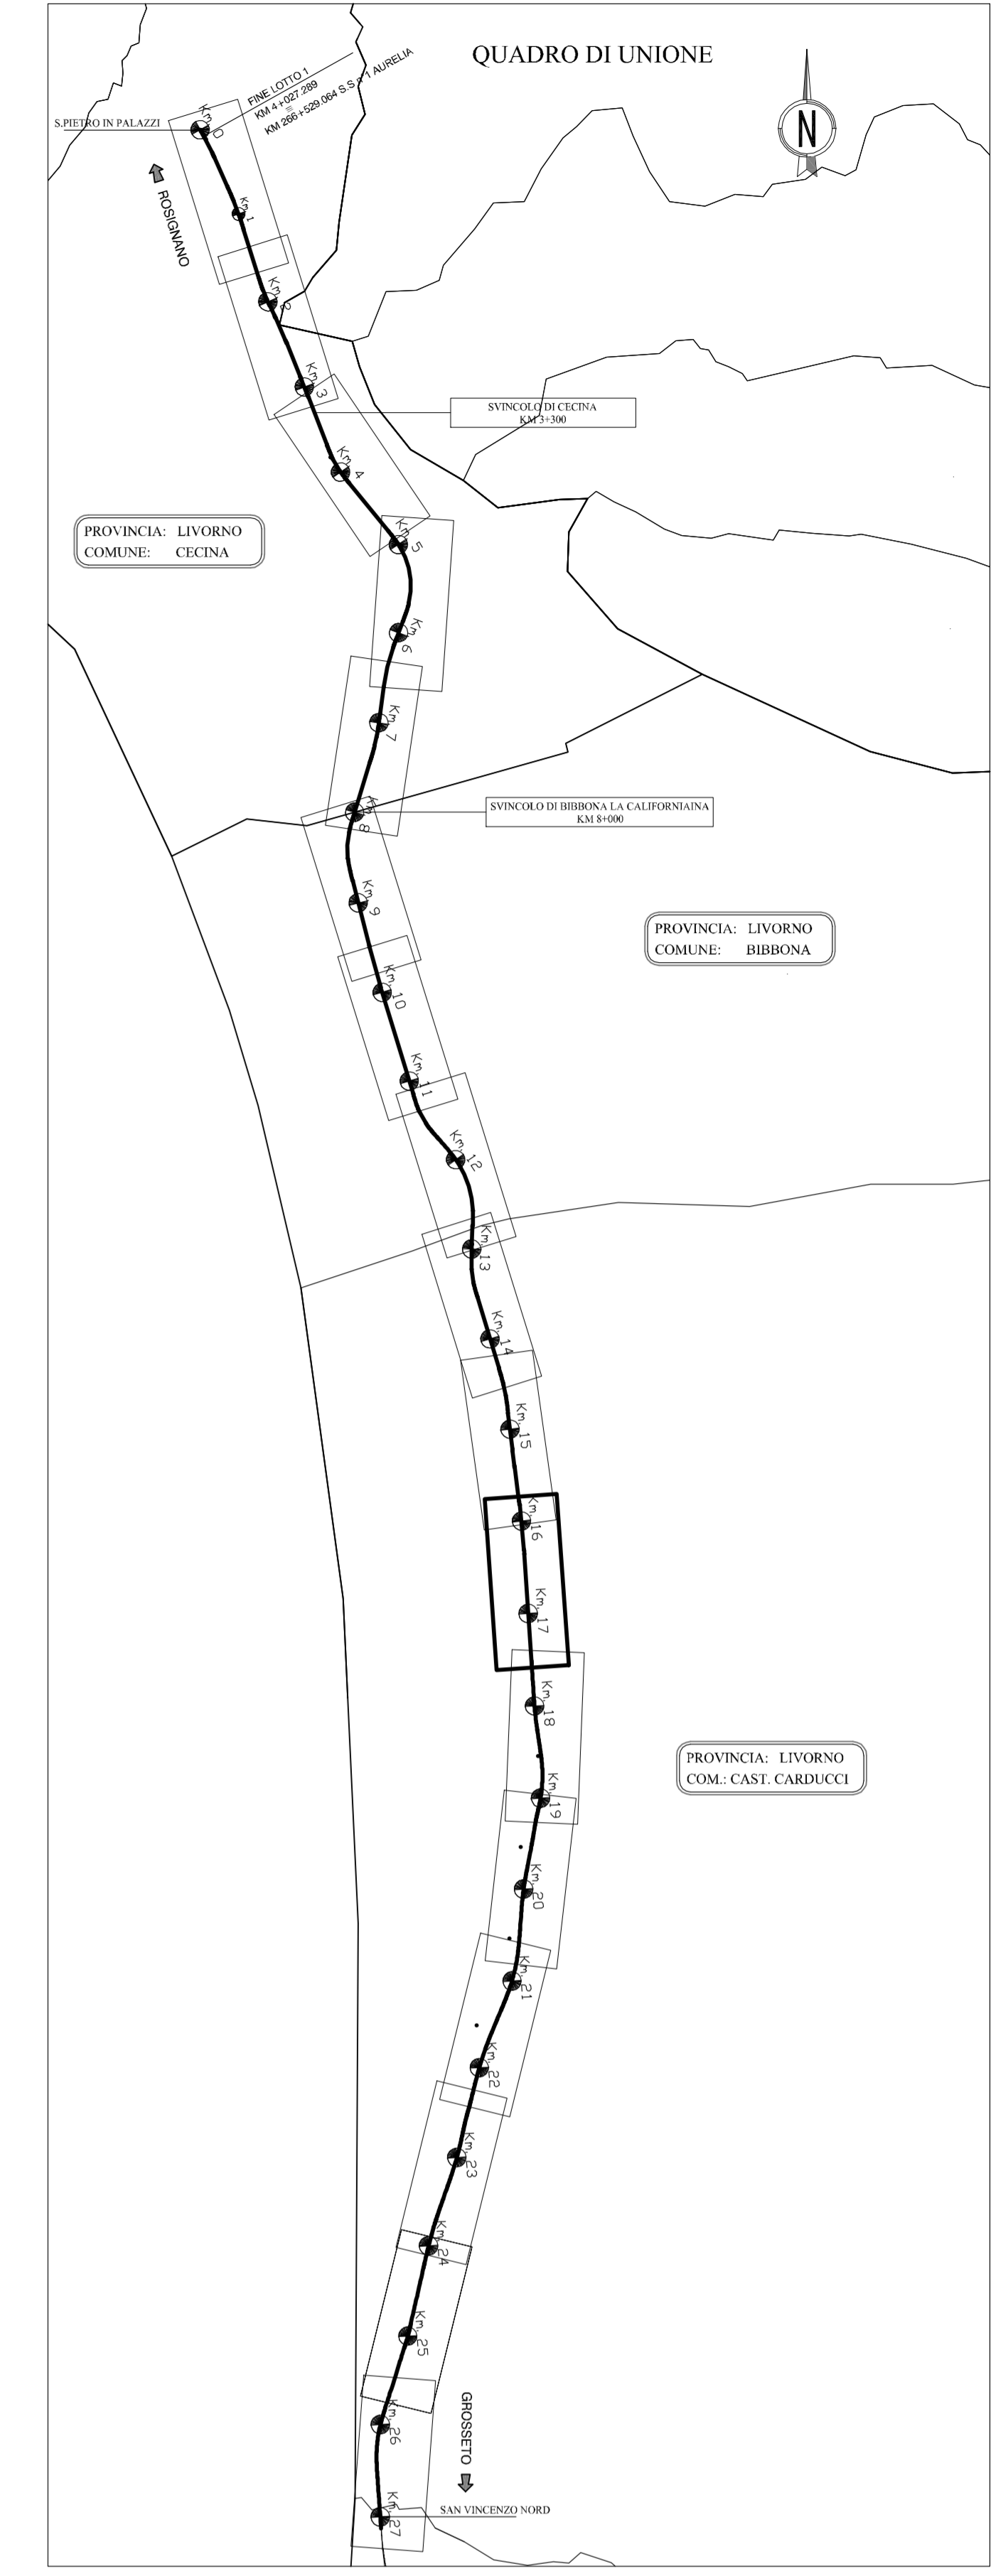 QUADRO DI UNIONE
N
FINE LOTTO 1
KM 4+027.289
=
KM 266+529.064 S.S n°1 AURELIA
S.PIETRO IN PALAZZI
Km. 0
ROSIGNANO
Km. 1
Km. 2
Km. 3
SVINCOLO DI CECINA
KM 3+300
Km. 4
PROVINCIA: LIVORNO
COMUNE: CECINA
Km. 5
Km. 6
Km. 7
Km. 8
SVINCOLO DI BIBBONA LA CALIFORNIAINA
KM 8+000
Km. 9
PROVINCIA: LIVORNO
COMUNE: BIBBONA
Km. 10
Km. 11
Km. 12
Km. 13
Km. 14
Km. 15
Km. 16
Km. 17
Km. 18
PROVINCIA: LIVORNO
COM.: CAST. CARDUCCI
Km. 19
Km. 20
Km. 21
Km. 22
Km. 23
Km. 24
Km. 25
Km. 26
GROSSETO
SAN VINCENZO NORD
Km. 27